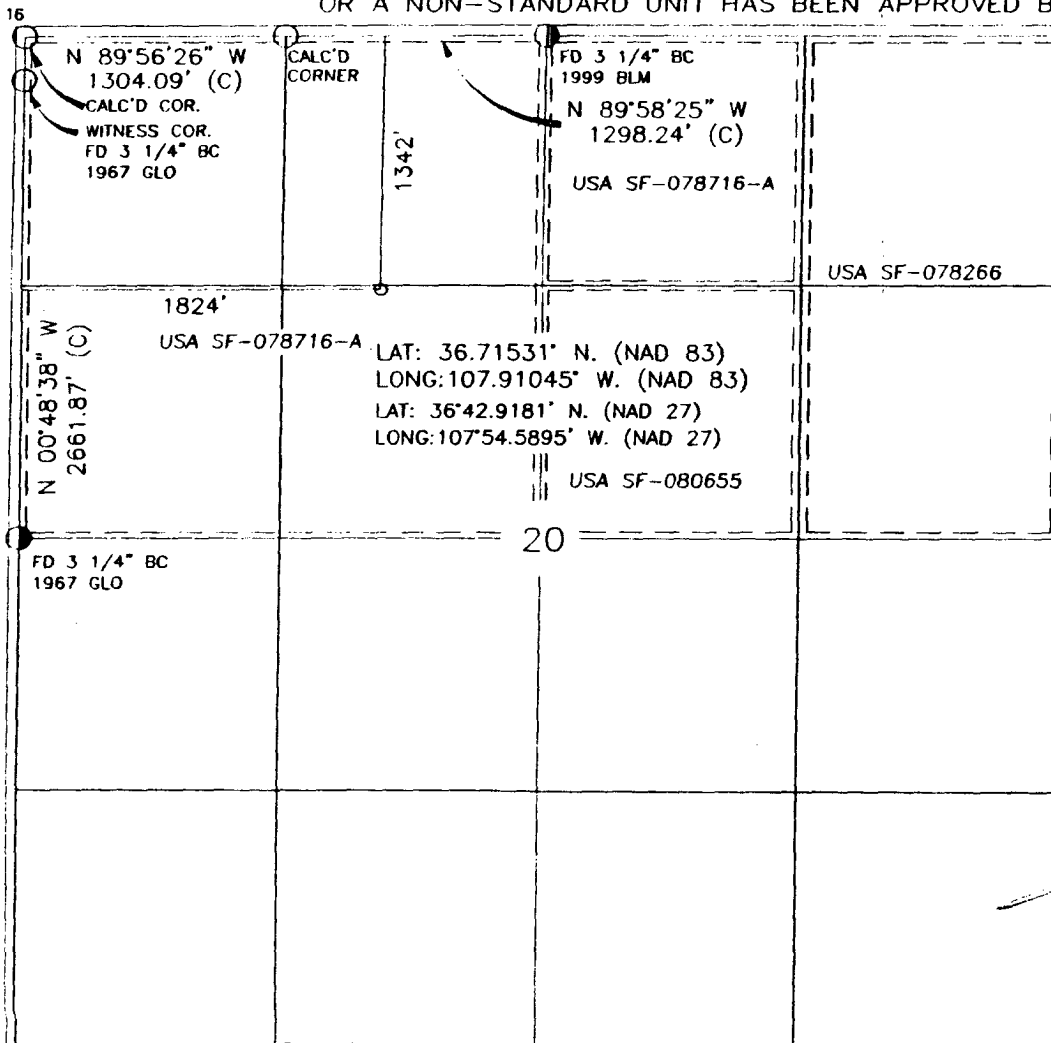 OR A NON-STANDARD UNIT HAS BEEN APPROVED B
16
N 89°56'26" W
1304.09' (C)
CALC'D COR.
WITNESS COR.
FD 3 1/4" BC
1967 GLO
CALC'D
CORNER
1342'
FD 3 1/4" BC
1999 BLM
N 89°58'25" W
1298.24' (C)
USA SF-078716-A
USA SF-078266
1824'
USA SF-078716-A
N 00°48'38" W
2661.87' (C)
LAT: 36.71531° N. (NAD 83)
LONG:107.91045° W. (NAD 83)
LAT: 36°42.9181' N. (NAD 27)
LONG:107°54.5895' W. (NAD 27)
USA SF-080655
20
FD 3 1/4" BC
1967 GLO